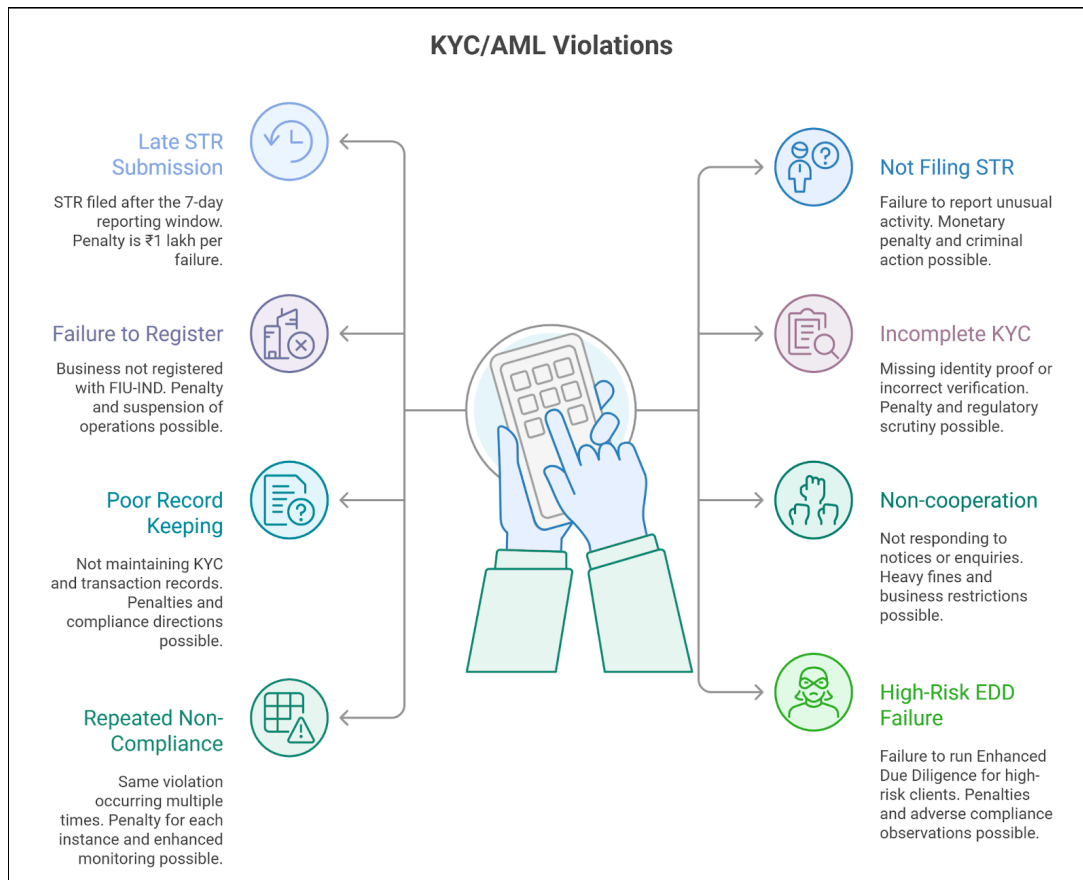 KYC/AML Violations
Late STR
Submission
STR filed after the 7-day
reporting window.
Penalty is ₹1 lakh per
failure.
Failure to Register
Business not registered
with FIU-IND. Penalty
and suspension of
operations possible.
Poor Record
Keeping
Not maintaining KYC
and transaction records.
Penalties and
compliance directions
possible.
Repeated Non-
Compliance
Same violation
occurring multiple
times. Penalty for each
instance and enhanced
monitoring possible.
Not Filing STR
Failure to report unusual
activity. Monetary
penalty and criminal
action possible.
Incomplete KYC
Missing identity proof or
incorrect verification.
Penalty and regulatory
scrutiny possible.
Non-cooperation
Not responding to
notices or enquiries.
Heavy fines and
business restrictions
possible.
High-Risk EDD
Failure
Failure to run Enhanced
Due Diligence for high-
risk clients. Penalties
and adverse compliance
observations possible.